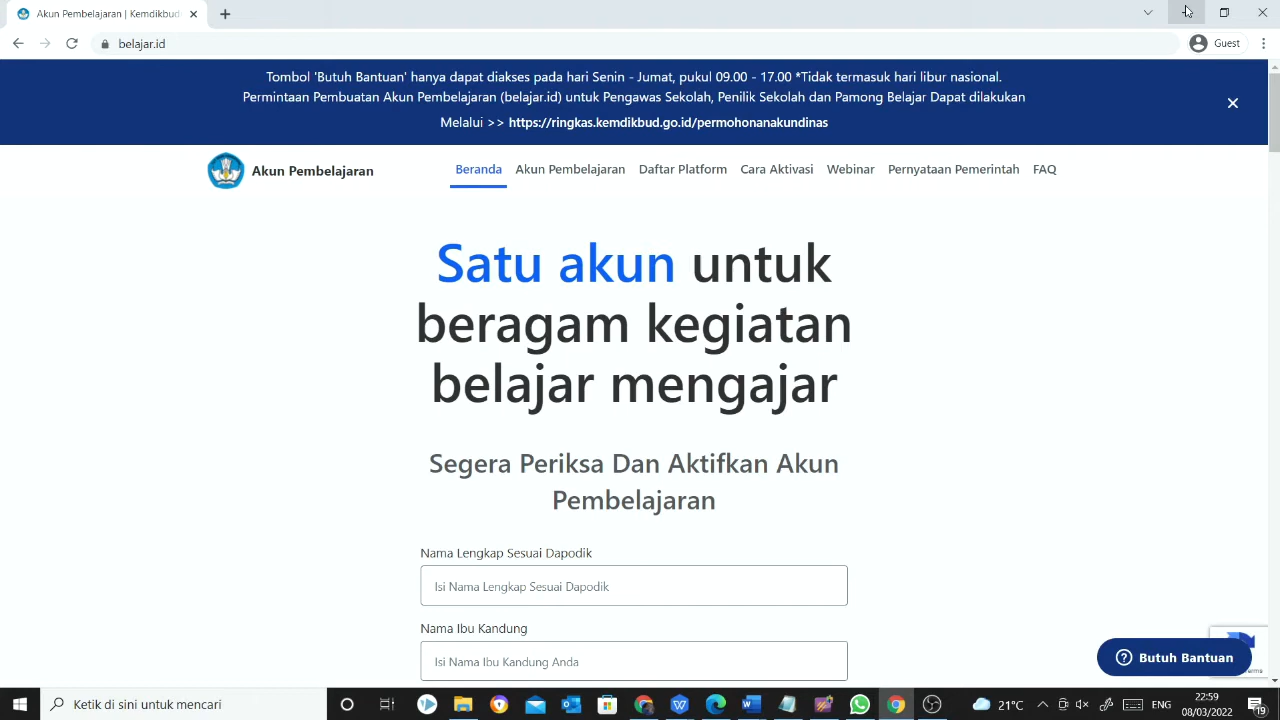 Akun Pembelajaran | Kemdikbud
belajar.id
Guest
Tombol 'Butuh Bantuan' hanya dapat diakses pada hari Senin - Jumat, pukul 09.00 - 17.00 *Tidak termasuk hari libur nasional.
Permintaan Pembuatan Akun Pembelajaran (belajar.id) untuk Pengawas Sekolah, Penilik Sekolah dan Pamong Belajar Dapat dilakukan
Melalui >> https://ringkas.kemdikbud.go.id/permohonanakundinas
Akun Pembelajaran
Beranda
Akun Pembelajaran
Daftar Platform
Cara Aktivasi
Webinar
Pernyataan Pemerintah
FAQ
Satu akun untuk
beragam kegiatan
belajar mengajar
Segera Periksa Dan Aktifkan Akun
Pembelajaran
Nama Lengkap Sesuai Dapodik
Isi Nama Lengkap Sesuai Dapodik
Nama Ibu Kandung
Isi Nama Ibu Kandung Anda
Butuh Bantuan
Ketik di sini untuk mencari
21°C
ENG
22:59
08/03/2022
19